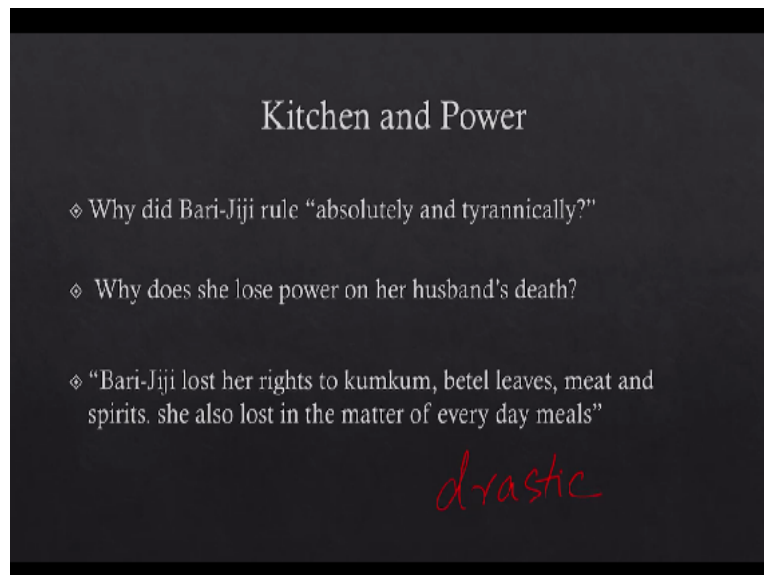 Kitchen and Power
Why did Bari-Jiji rule “absolutely and tyrannically?”
Why does she lose power on her husband’s death?
“Bari-Jiji lost her rights to kumkum, betel leaves, meat and
spirits. she also lost in the matter of every day meals”
drastic